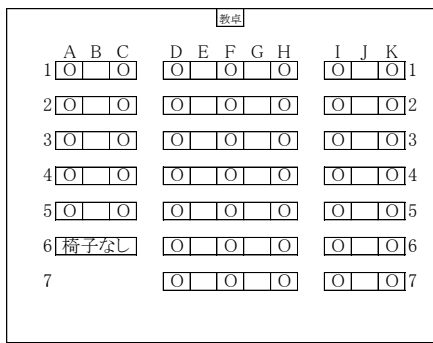 教卓
A B C D E F G H I J K
1 O O O O O O O 1
2 O O O O O O O 2
3 O O O O O O O 3
4 O O O O O O O 4
5 O O O O O O O 5
6 椅子なし O O O O O 6
7 O O O O O 7